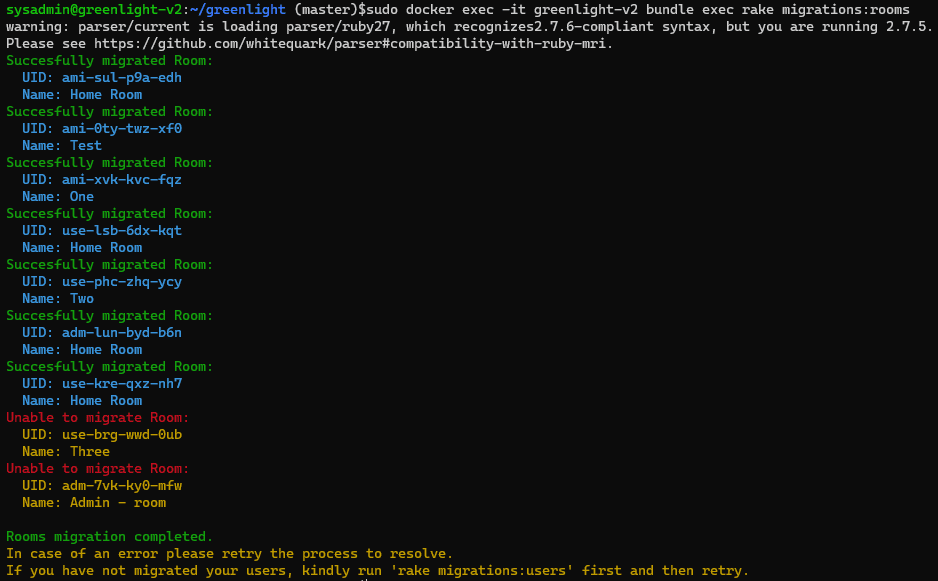 sysadmin@greenlight-v2:~/greenlight (master)$sudo docker exec -it greenlight-v2 bundle exec rake migrations:rooms
warning: parser/current is loading parser/ruby27, which recognizes2.7.6-compliant syntax, but you are running 2.7.5.
Please see https://github.com/whitequark/parser#compatibility-with-ruby-mri.
Succesfully migrated Room:
  UID: ami-sul-p9a-edh
  Name: Home Room
Succesfully migrated Room:
  UID: ami-0ty-twz-xf0
  Name: Test
Succesfully migrated Room:
  UID: ami-xvk-kvc-fqz
  Name: One
Succesfully migrated Room:
  UID: use-lsb-6dx-kqt
  Name: Home Room
Succesfully migrated Room:
  UID: use-phc-zhq-ycy
  Name: Two
Succesfully migrated Room:
  UID: adm-lun-byd-b6n
  Name: Home Room
Succesfully migrated Room:
  UID: use-kre-qxz-nh7
  Name: Home Room
Unable to migrate Room:
  UID: use-brg-wwd-0ub
  Name: Three
Unable to migrate Room:
  UID: adm-7vk-ky0-mfw
  Name: Admin - room

Rooms migration completed.
In case of an error please retry the process to resolve.
If you have not migrated your users, kindly run 'rake migrations:users' first and then retry.